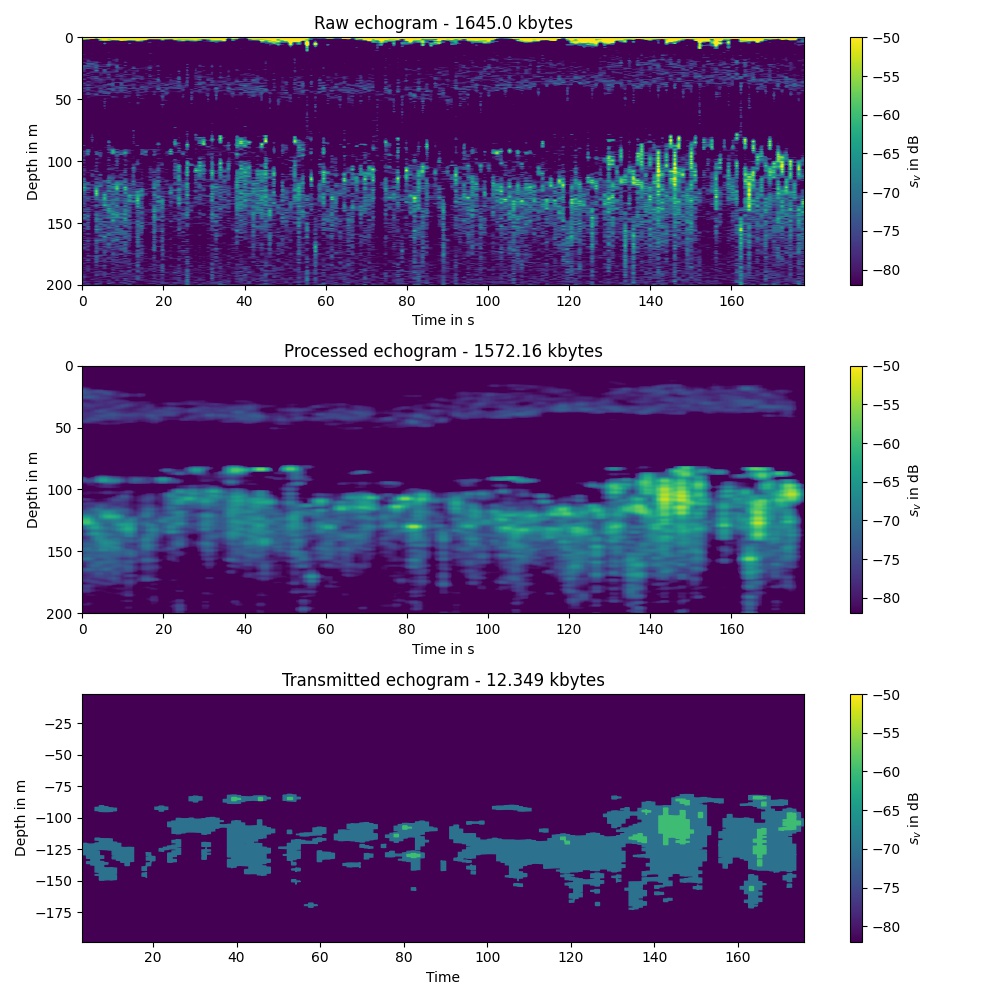 Raw echogram - 1645.0 kbytes
0
50
100
150
200
Depth in m
0 20 40 60 80 100 120 140 160
Time in s
−50
−55
−60
−65
−70
−75
−80
sv in dB
Processed echogram - 1572.16 kbytes
0
50
100
150
200
Depth in m
0 20 40 60 80 100 120 140 160
Time in s
−50
−55
−60
−65
−70
−75
−80
sv in dB
Transmitted echogram - 12.349 kbytes
−25
−50
−75
−100
−125
−150
−175
Depth in m
20 40 60 80 100 120 140 160
Time
−50
−55
−60
−65
−70
−75
−80
sv in dB